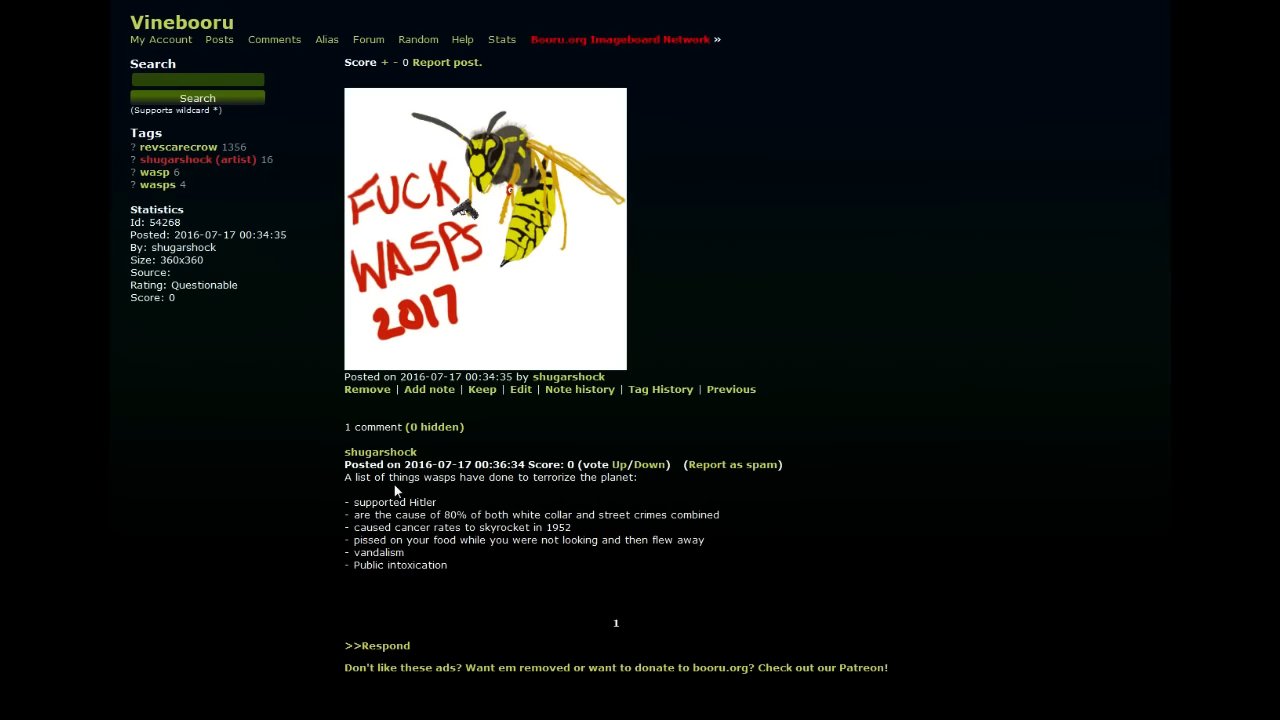 Vinebooru
My Account Posts Comments Alias Forum Random Help Stats Booru.org Imageboard Network »
Search
Search
(Supports wildcard *)
Tags
? revscarecrow 1356
? shugarshock (artist) 16
? wasp 6
? wasps 4
Statistics
Id: 54268
Posted: 2016-07-17 00:34:35
By: shugarshock
Size: 360x360
Source:
Rating: Questionable
Score: 0
Score + - 0 Report post.
FUCK
WASPS
2017
Posted on 2016-07-17 00:34:35 by shugarshock
Remove | Add note | Keep | Edit | Note history | Tag History | Previous
1 comment (0 hidden)
shugarshock
Posted on 2016-07-17 00:36:34 Score: 0 (vote Up/Down) (Report as spam)
A list of things wasps have done to terrorize the planet:
- supported Hitler
- are the cause of 80% of both white collar and street crimes combined
- caused cancer rates to skyrocket in 1952
- pissed on your food while you were not looking and then flew away
- vandalism
- Public intoxication
1
>>Respond
Don't like these ads? Want em removed or want to donate to booru.org? Check out our Patreon!